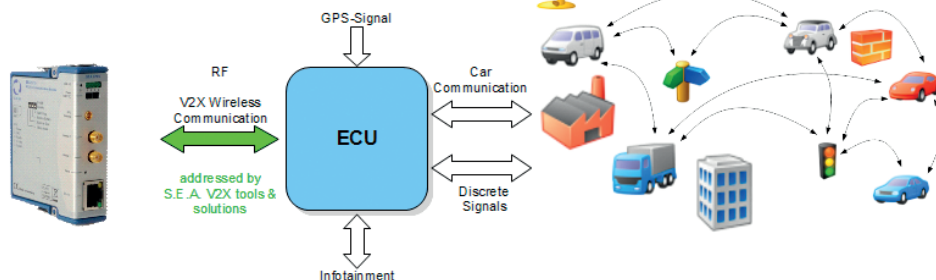 GPS-Signal
RF
V2X Wireless
Communication
addressed by
S.E.A. V2X tools &
solutions
ECU
Car
Communication
Discrete
Signals
Infotainment